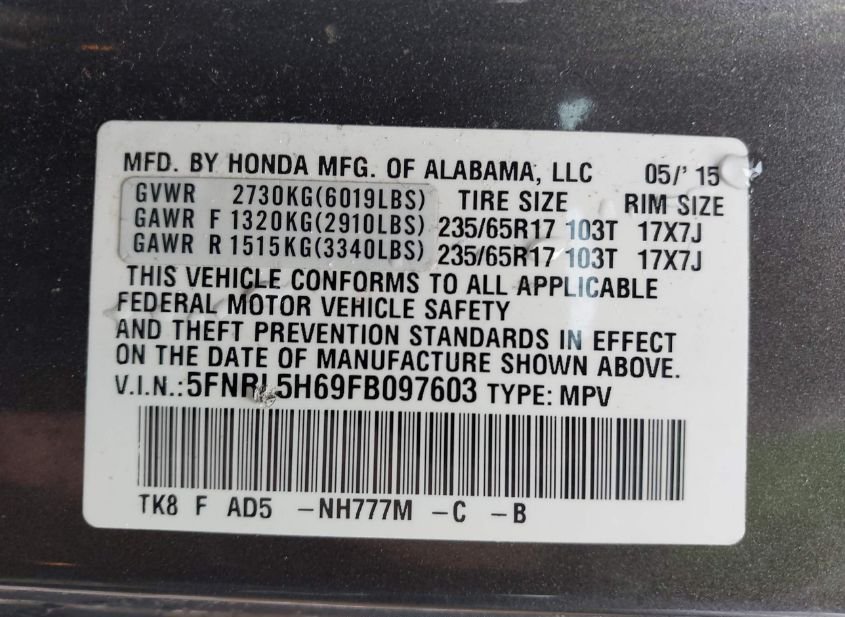 MFD. BY HONDA MFG. OF ALABAMA, LLC 05/' 15
GVWR 2730KG(6019LBS) TIRE SIZE RIM SIZE
GAWR F 1320KG(2910LBS) 235/65R17 103T 17X7J
GAWR R 1515KG(3340LBS) 235/65R17 103T 17X7J
THIS VEHICLE CONFORMS TO ALL APPLICABLE
FEDERAL MOTOR VEHICLE SAFETY
AND THEFT PREVENTION STANDARDS IN EFFECT
ON THE DATE OF MANUFACTURE SHOWN ABOVE.
V.I.N.: 5FNRL5H69FB097603 TYPE: MPV
TK8 F AD5 -NH777M -C -B